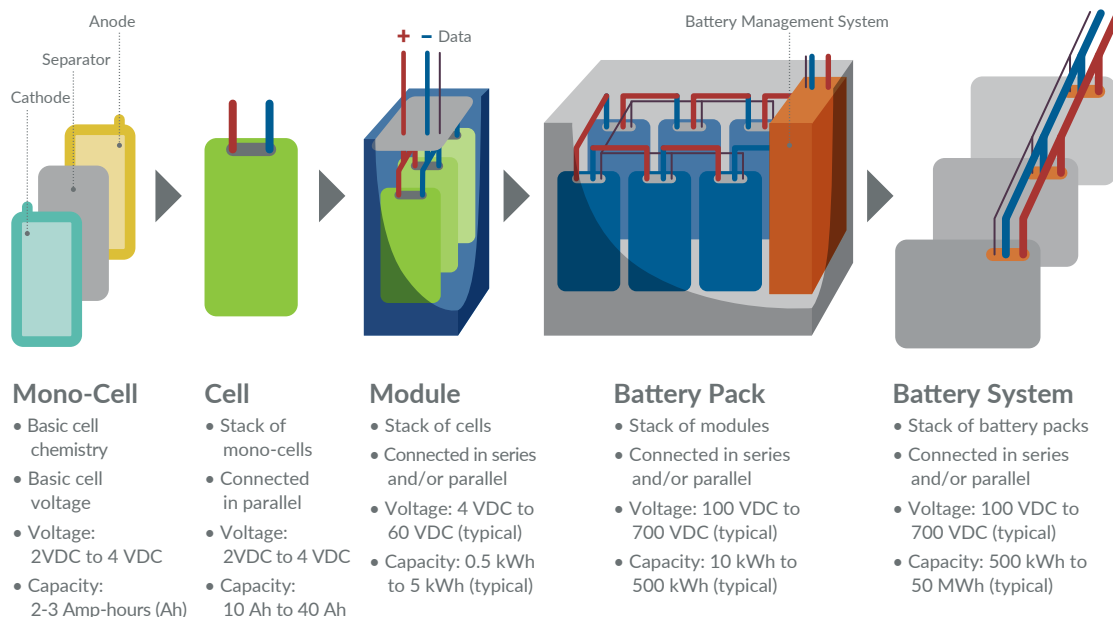 Anode
Separator
Cathode
+ − Data
Battery Management System
Mono-Cell
• Basic cell
chemistry
• Basic cell
voltage
• Voltage:
2VDC to 4 VDC
• Capacity:
2-3 Amp-hours (Ah)
Cell
• Stack of
mono-cells
• Connected
in parallel
• Voltage:
2VDC to 4 VDC
• Capacity:
10 Ah to 40 Ah
Module
• Stack of cells
• Connected in series
and/or parallel
• Voltage: 4 VDC to
60 VDC (typical)
• Capacity: 0.5 kWh
to 5 kWh (typical)
Battery Pack
• Stack of modules
• Connected in series
and/or parallel
• Voltage: 100 VDC to
700 VDC (typical)
• Capacity: 10 kWh to
500 kWh (typical)
Battery System
• Stack of battery packs
• Connected in series
and/or parallel
• Voltage: 100 VDC to
700 VDC (typical)
• Capacity: 500 kWh to
50 MWh (typical)